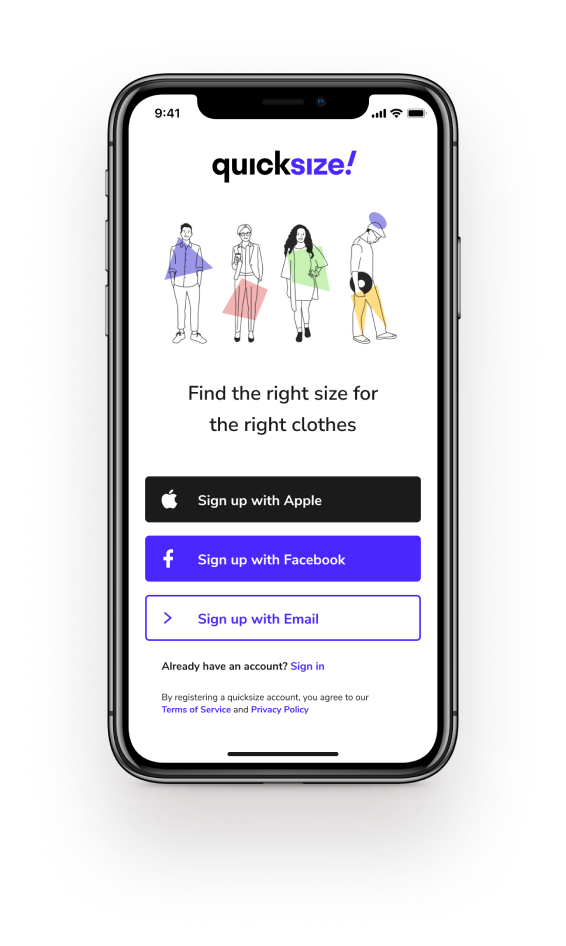 9:41
quicksize!
Find the right size for
the right clothes
Sign up with Apple
Sign up with Facebook
Sign up with Email
Already have an account? Sign in
By registering a quicksize account, you agree to our
Terms of Service and Privacy Policy